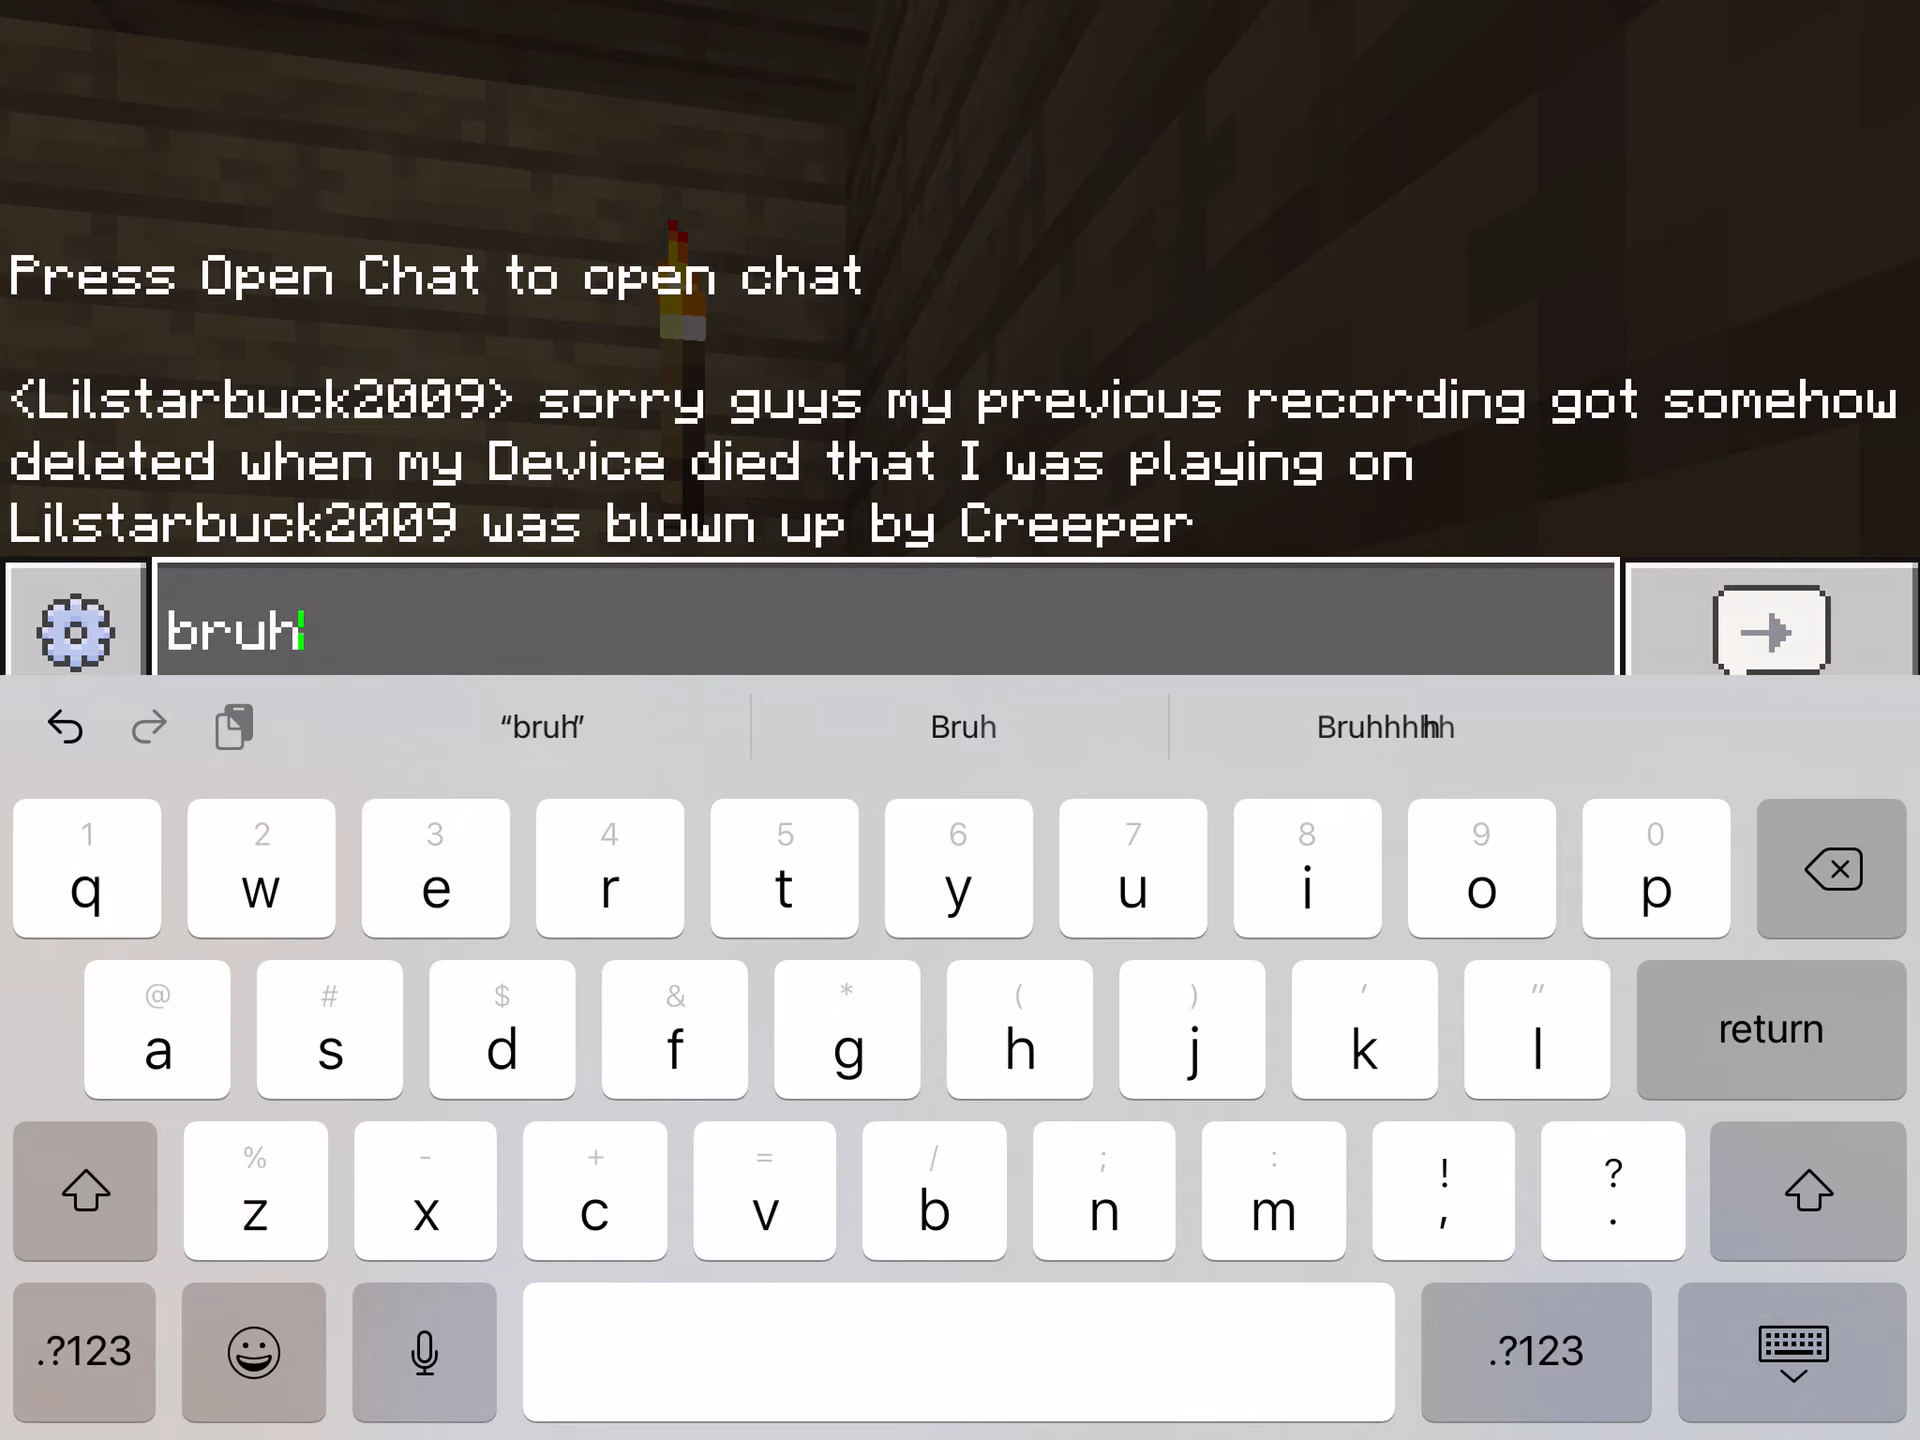 Press Open Chat to open chat
<Lilstarbuck2009> sorry guys my previous recording got somehow
deleted when my Device died that I was playing on
Lilstarbuck2009 was blown up by Creeper
bruh
“bruh” Bruh Bruhhhhh
1 2 3 4 5 6 7 8 9 0
q w e r t y u i o p
@ # $ & * ( ) ' "
a s d f g h j k l return
% - + = / ; : ! ?
z x c v b n m , .
.?123 .?123